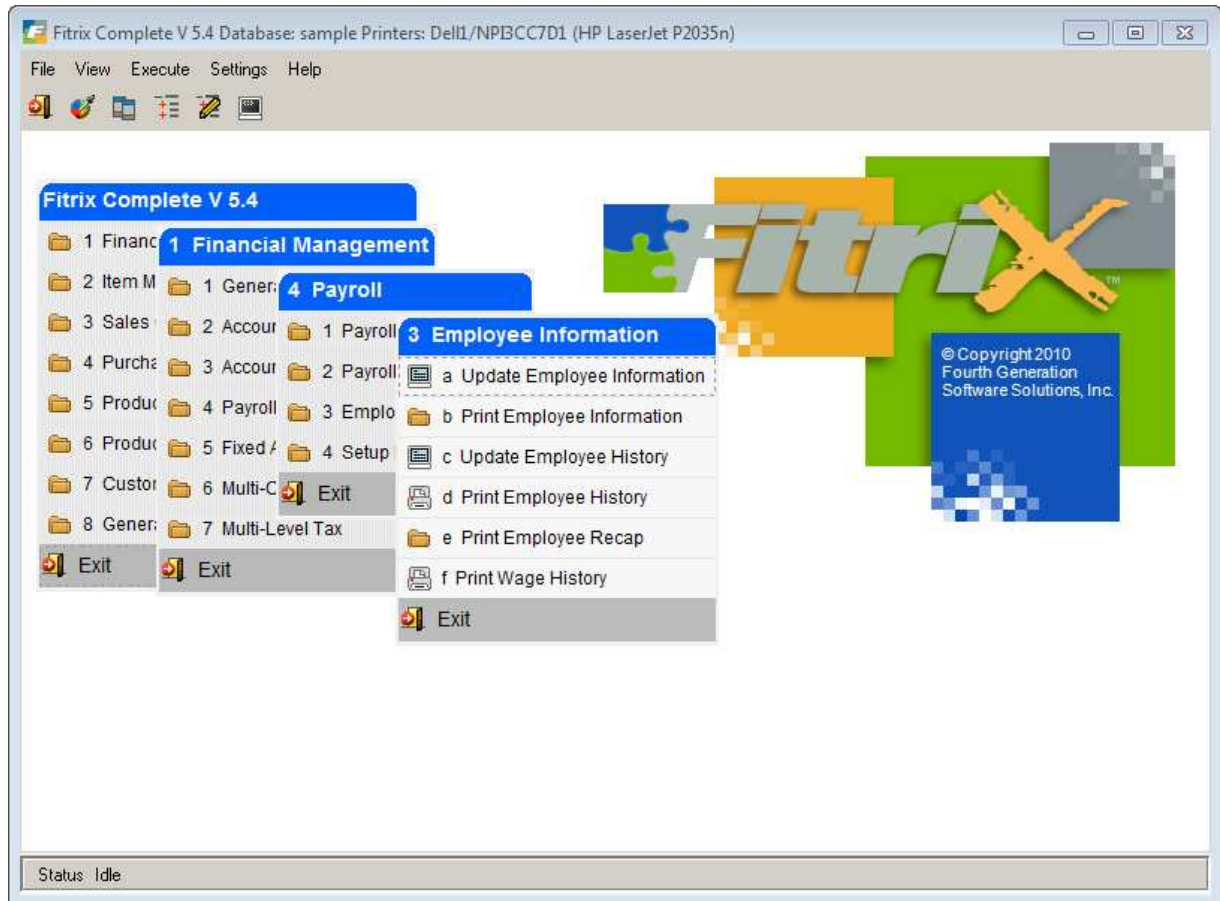 Fitrix Complete V 5.4 Database: sample Printers: Dell1/NPI3CC7D1 (HP LaserJet P2035n)
File View Execute Settings Help
Fitrix Complete V 5.4
1 Financ
2 Item M
3 Sales
4 Purcha
5 Produc
6 Produc
7 Custor
8 Genera
Exit
1 Financial Management
1 Genera
2 Accour
3 Accour
4 Payroll
5 Fixed A
6 Multi-C
7 Multi-Level Tax
Exit
4 Payroll
1 Payroll
2 Payroll
3 Emplo
4 Setup
Exit
3 Employee Information
a Update Employee Information
b Print Employee Information
c Update Employee History
d Print Employee History
e Print Employee Recap
f Print Wage History
Exit
FitriX TM
© Copyright 2010
Fourth Generation
Software Solutions, Inc.
Status Idle